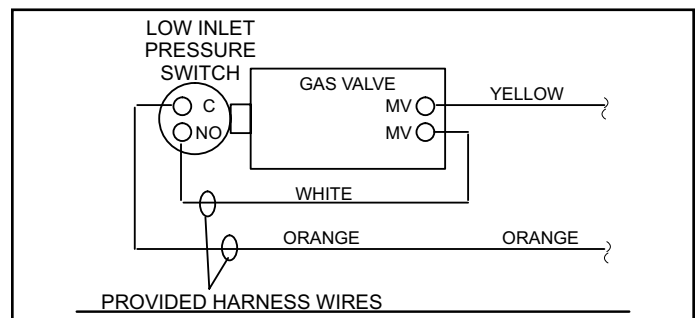 LOW INLET
PRESSURE
SWITCH
GAS VALVE
C
MV
YELLOW
NO
MV
WHITE
ORANGE
ORANGE
PROVIDED HARNESS WIRES